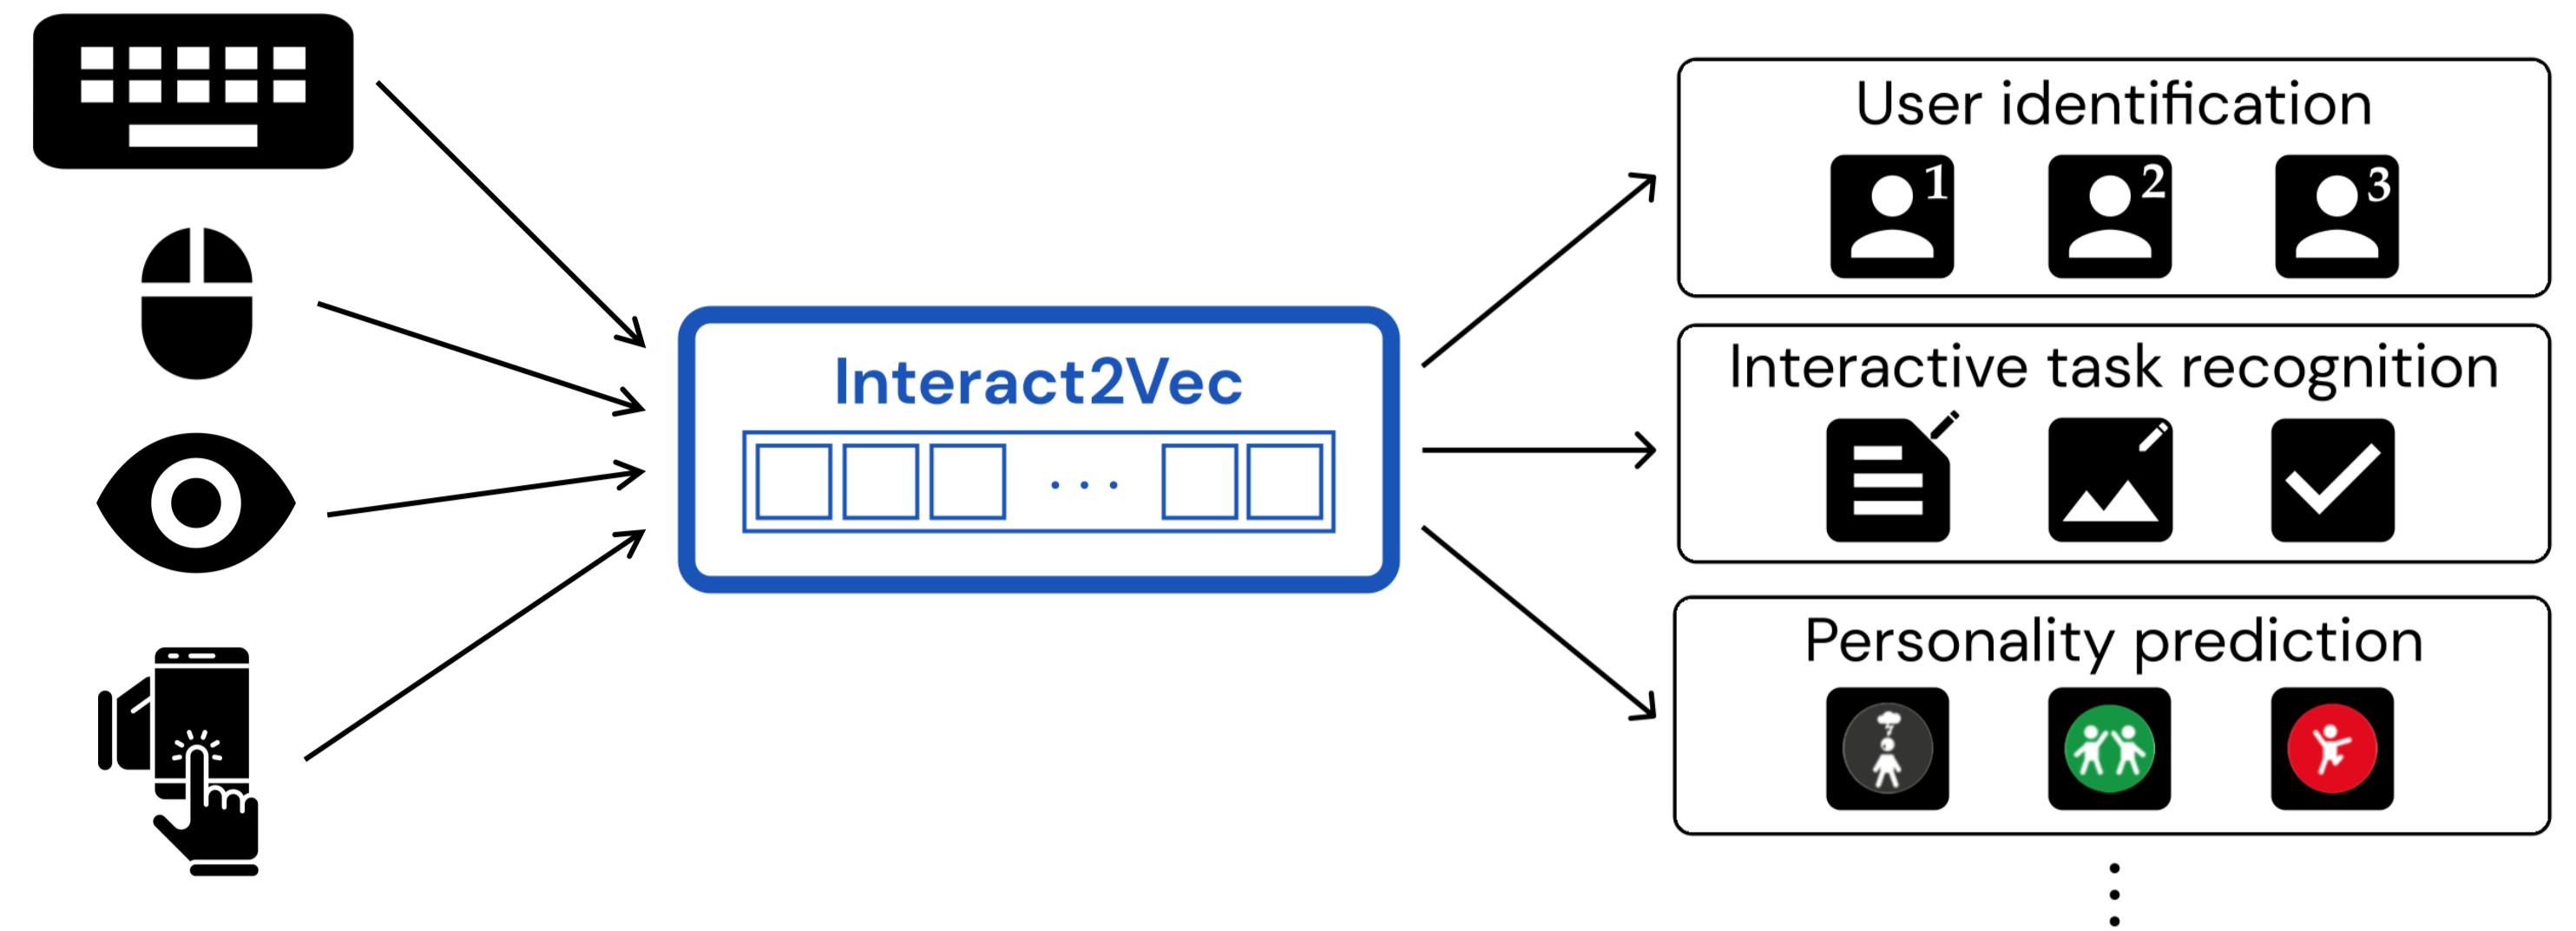 User identification
1 2 3
Interact2Vec
Interactive task recognition
Personality prediction